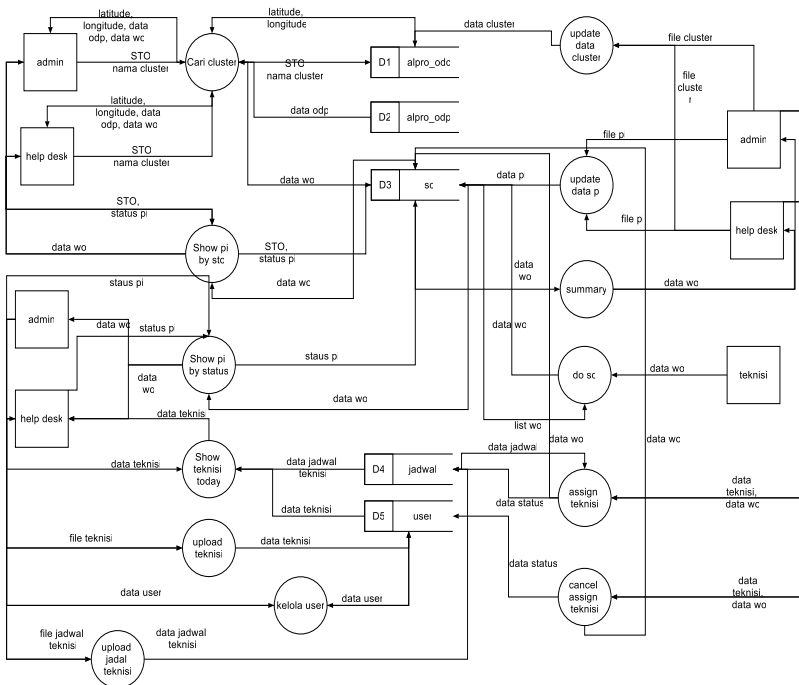 latitude,
longitude, data
odp, data wo
latitude,
longitude
data cluster
update
data
cluster
file cluster
admin
STO
nama cluster
Cari cluster
STO
nama cluster
D1
alpro_odc
file
cluster
latitude,
longitude, data
odp, data wo
data odp
D2
alpro_odp
admin
file pi
help desk
STO
nama cluster
data wo
D3
sc
data pi
update
data pi
STO,
status pi
file pi
help desk
data wo
Show pi
by sto
STO,
status pi
data wo
data
wo
summary
data wo
staus pi
admin
data wo
status pi
data wo
Show pi
by status
staus pi
do sc
data wo
teknisi
data
wo
help desk
data wo
data teknisi
list wo
data wo
data wo
data jadwal
data teknisi
Show
teknisi
today
data jadwal
teknisi
D4
jadwal
data
teknisi,
data wo
assign
teknisi
data status
data teknisi
D5
user
file teknisi
upload
teknisi
data teknisi
data status
data user
kelola user
data user
cancel
assign
teknisi
data
teknisi,
data wo
file jadwal
teknisi
data jadwal
teknisi
upload
jadal
teknisi